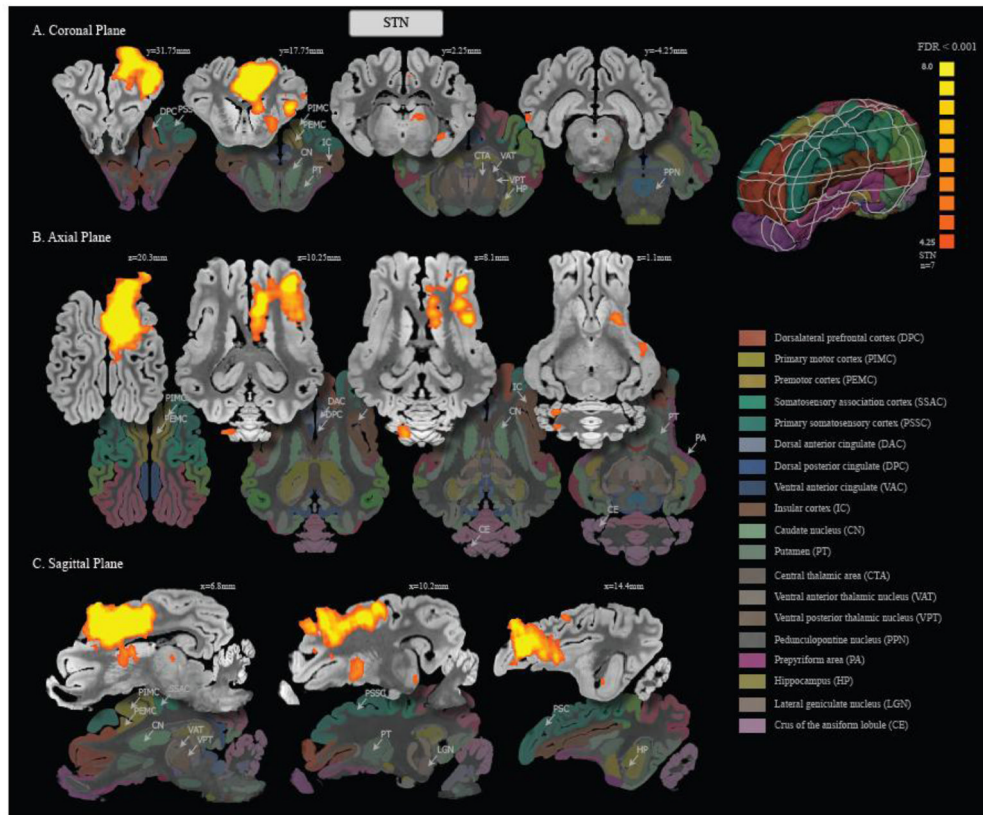 STN
A. Coronal Plane
y=31.75mm
y=17.75mm
y=2.25mm
y=-4.25mm
FDR < 0.001
8.0
DPC
PSS
PIMC
PEMC
CN
IC
PT
CTA
VAT
VPT
HP
PPN
4.25
STN
n=7
B. Axial Plane
z=20.3mm
z=10.25mm
z=8.1mm
z=1.1mm
PIMC
PEMC
DAC
DPC
IC
CN
CE
PT
PA
CE
C. Sagittal Plane
x=6.8mm
x=10.2mm
x=14.4mm
PIMC
SSAC
PEMC
CN
VAT
VPT
PSSC
PT
LGN
PSC
HP
Dorsalateral prefrontal cortex (DPC)
Primary motor cortex (PIMC)
Premotor cortex (PEMC)
Somatosensory association cortex (SSAC)
Primary somatosensory cortex (PSSC)
Dorsal anterior cingulate (DAC)
Dorsal posterior cingulate (DPC)
Ventral anterior cingulate (VAC)
Insular cortex (IC)
Caudate nucleus (CN)
Putamen (PT)
Central thalamic area (CTA)
Ventral anterior thalamic nucleus (VAT)
Ventral posterior thalamic nucleus (VPT)
Pedunculopontine nucleus (PPN)
Prepyriform area (PA)
Hippocampus (HP)
Lateral geniculate nucleus (LGN)
Crus of the ansiform lobule (CE)